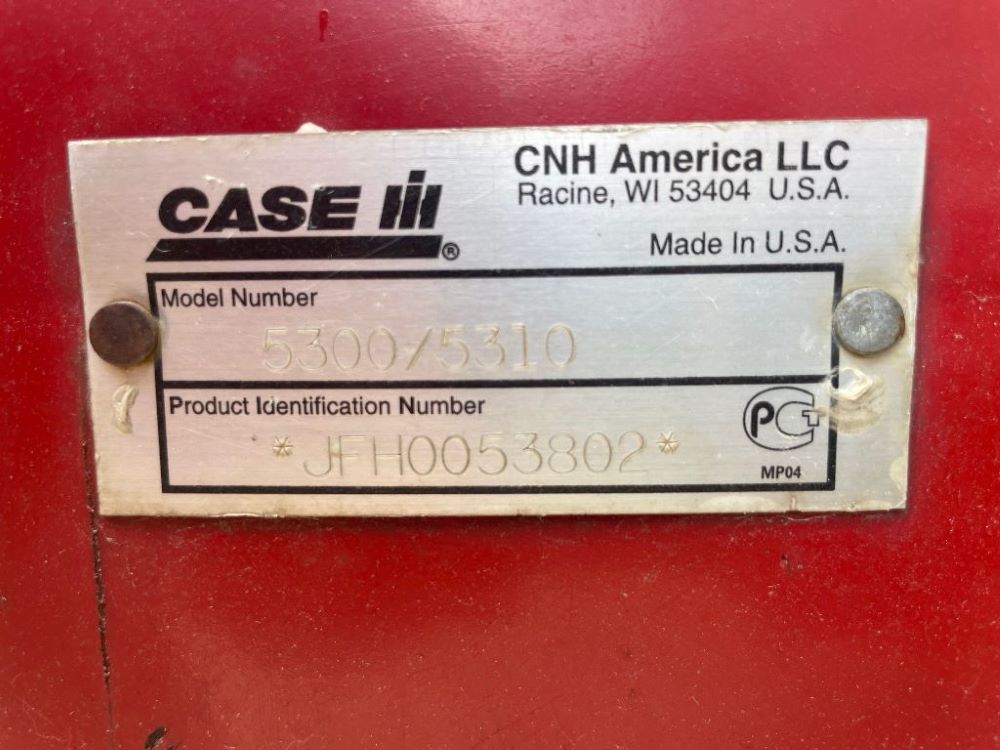 CASE IH®
CNH America LLC
Racine, WI 53404 U.S.A.
Made In U.S.A.
Model Number
5300/5310
Product Identification Number
*JFH0053802*
РСТ
MP04